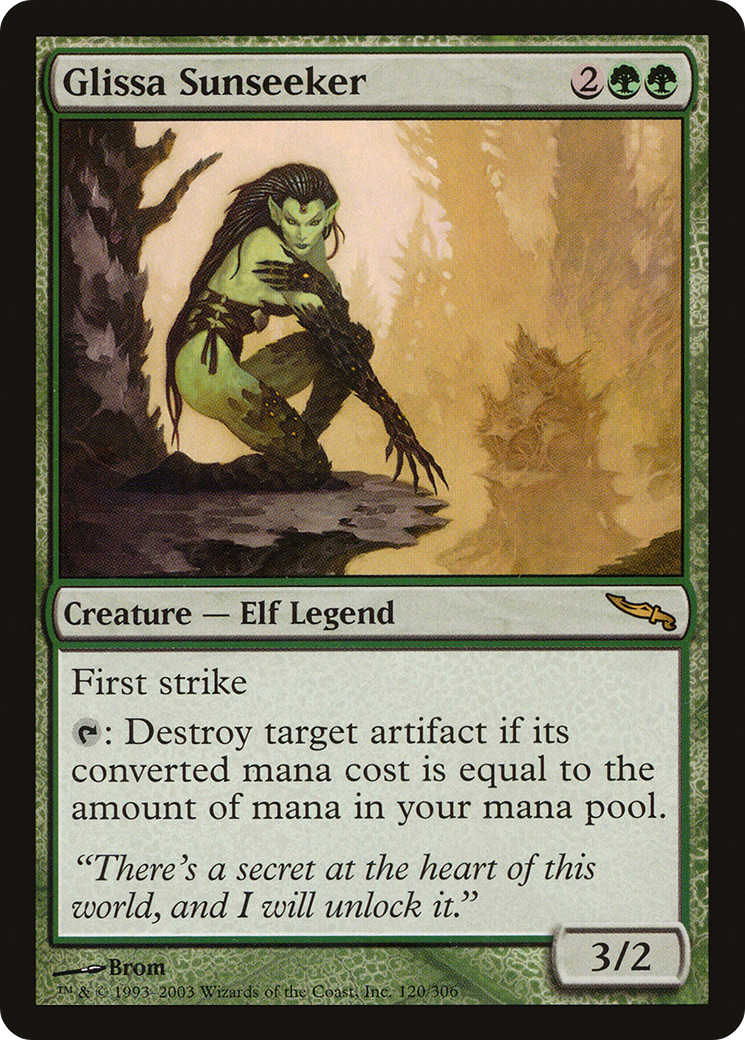 Glissa Sunseeker 2
Creature — Elf Legend
First strike
: Destroy target artifact if its
converted mana cost is equal to the
amount of mana in your mana pool.
“There’s a secret at the heart of this
world, and I will unlock it.”
3/2
Brom
™ & © 1993–2003 Wizards of the Coast, Inc. 120/306